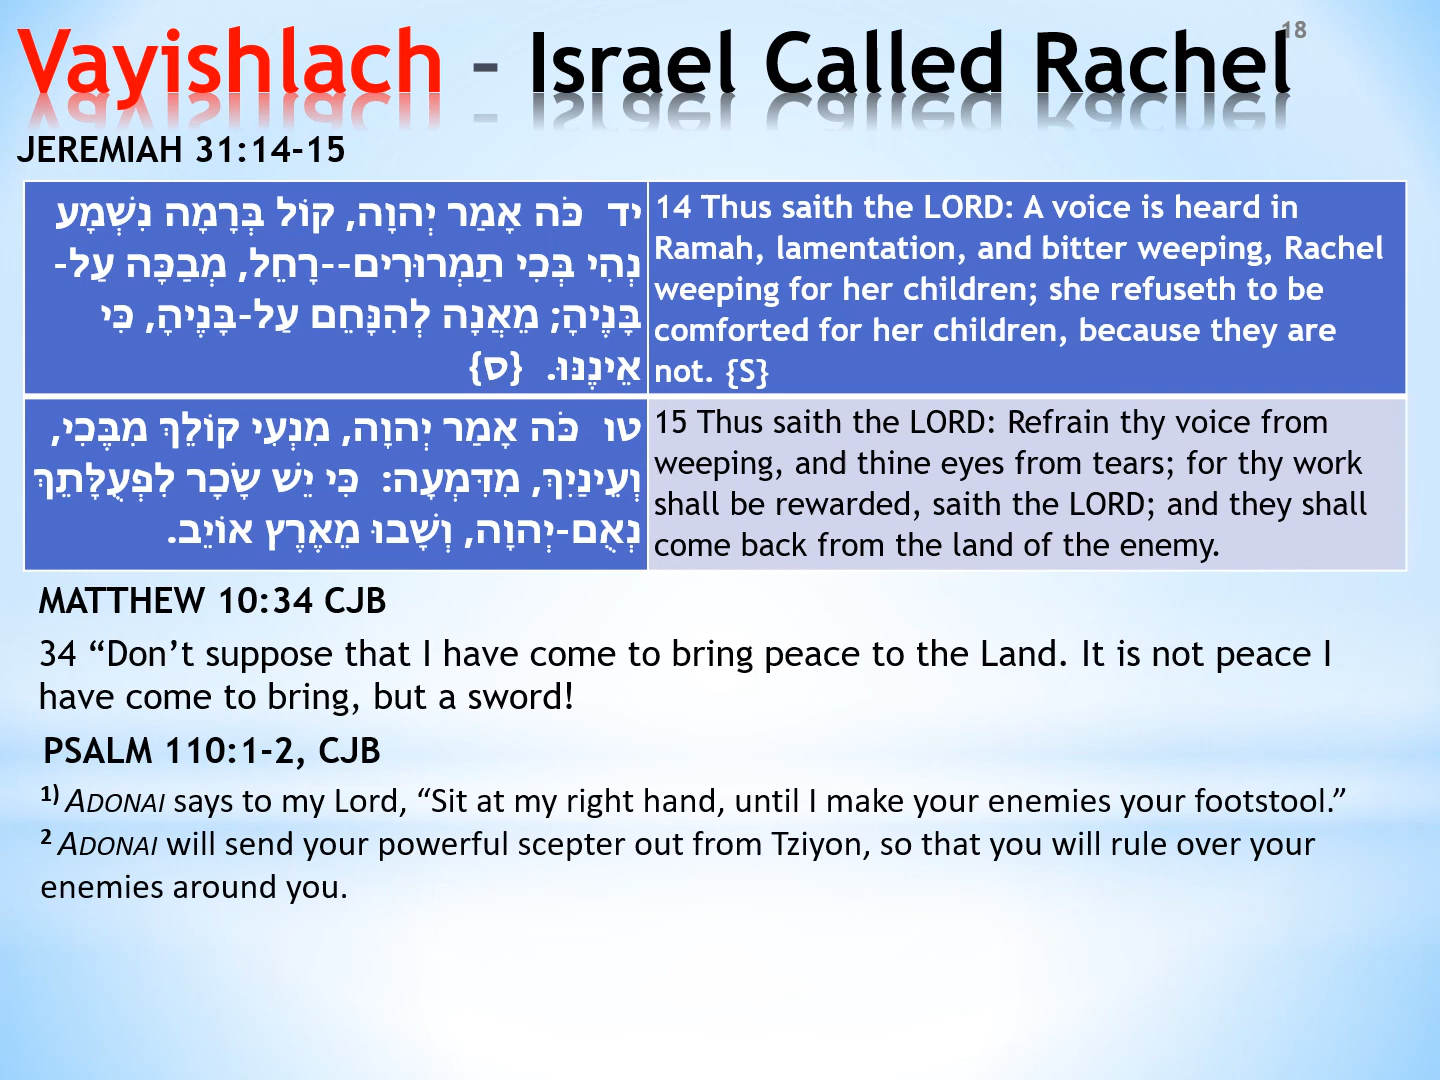 Vayishlach – Israel Called Rachel
18
JEREMIAH 31:14-15
יד  כֹּה אָמַר יְהוָה, קוֹל בְּרָמָה נִשְׁמָע
נְהִי בְּכִי תַמְרוּרִים--רָחֵל, מְבַכָּה עַל-
בָּנֶיהָ; מֵאֲנָה לְהִנָּחֵם עַל-בָּנֶיהָ, כִּי
אֵינֶנּוּ.  {ס}
14 Thus saith the LORD: A voice is heard in
Ramah, lamentation, and bitter weeping, Rachel
weeping for her children; she refuseth to be
comforted for her children, because they are
not. {S}
טו  כֹּה אָמַר יְהוָה, מִנְעִי קוֹלֵךְ מִבֶּכִי,
וְעֵינַיִךְ, מִדִּמְעָה:  כִּי יֵשׁ שָׂכָר לִפְעֻלָּתֵךְ
נְאֻם-יְהוָה, וְשָׁבוּ מֵאֶרֶץ אוֹיֵב.
15 Thus saith the LORD: Refrain thy voice from
weeping, and thine eyes from tears; for thy work
shall be rewarded, saith the LORD; and they shall
come back from the land of the enemy.
MATTHEW 10:34 CJB
34 “Don’t suppose that I have come to bring peace to the Land. It is not peace I
have come to bring, but a sword!
PSALM 110:1-2, CJB
1) ADONAI says to my Lord, “Sit at my right hand, until I make your enemies your footstool.”
2 ADONAI will send your powerful scepter out from Tziyon, so that you will rule over your
enemies around you.